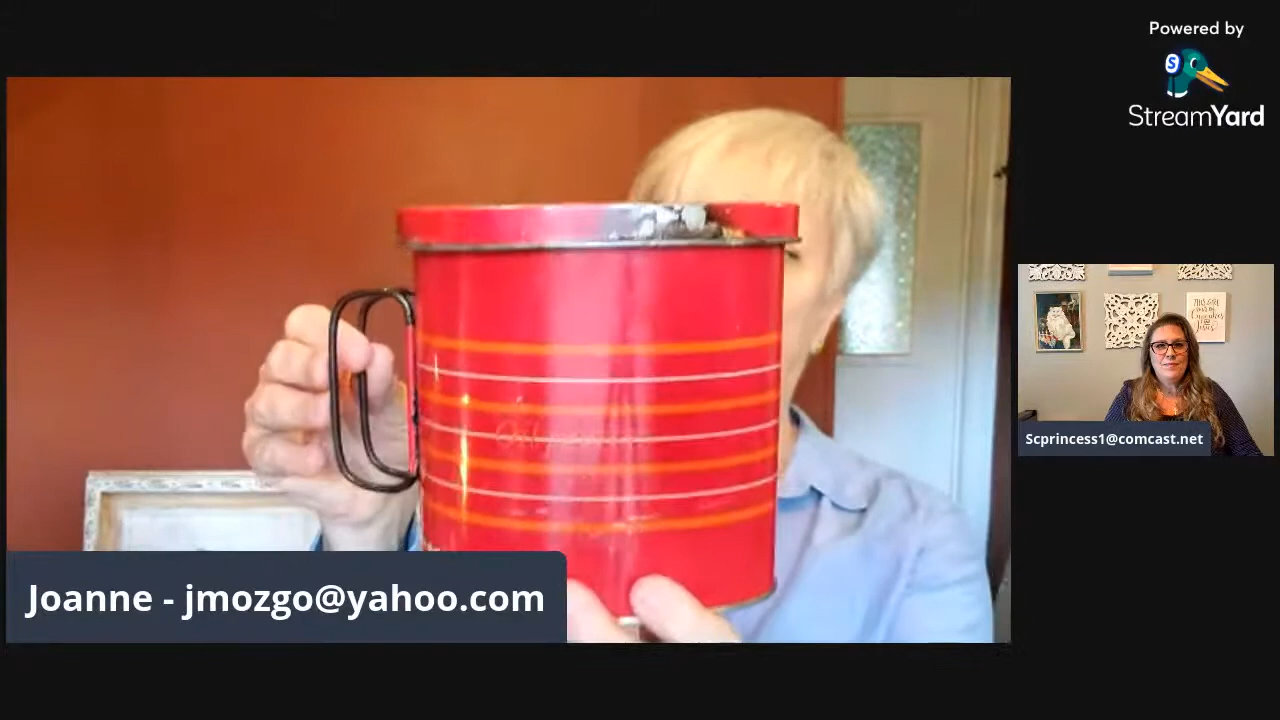 Powered by
S
StreamYard
Joanne - jmozgo@yahoo.com
Scprincess1@comcast.net